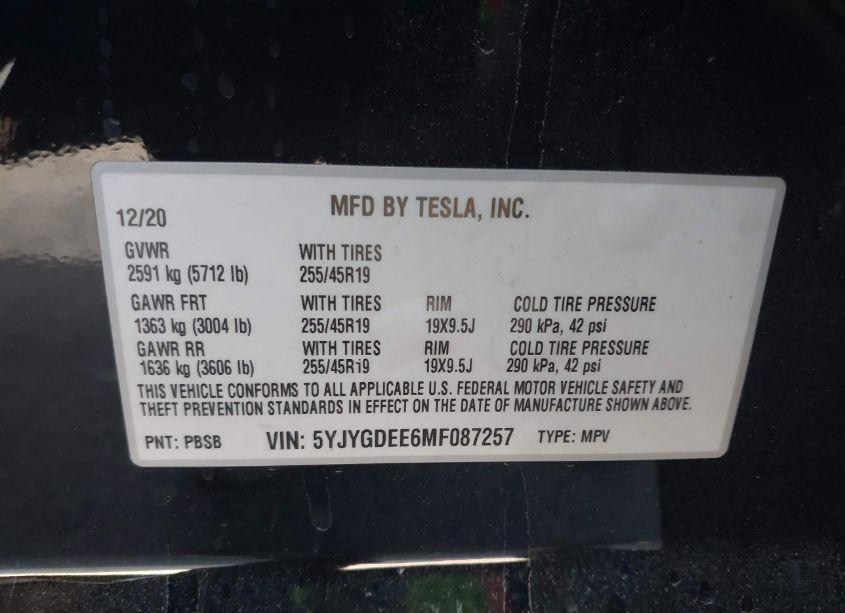 MFD BY TESLA, INC.
12/20
GVWR WITH TIRES
2591 kg (5712 lb) 255/45R19
GAWR FRT WITH TIRES RIM COLD TIRE PRESSURE
1363 kg (3004 lb) 255/45R19 19X9.5J 290 kPa, 42 psi
GAWR RR WITH TIRES RIM COLD TIRE PRESSURE
1636 kg (3606 lb) 255/45R19 19X9.5J 290 kPa, 42 psi
THIS VEHICLE CONFORMS TO ALL APPLICABLE U.S. FEDERAL MOTOR VEHICLE SAFETY AND
THEFT PREVENTION STANDARDS IN EFFECT ON THE DATE OF MANUFACTURE SHOWN ABOVE.
PNT: PBSB VIN: 5YJYGDEE6MF087257 TYPE: MPV